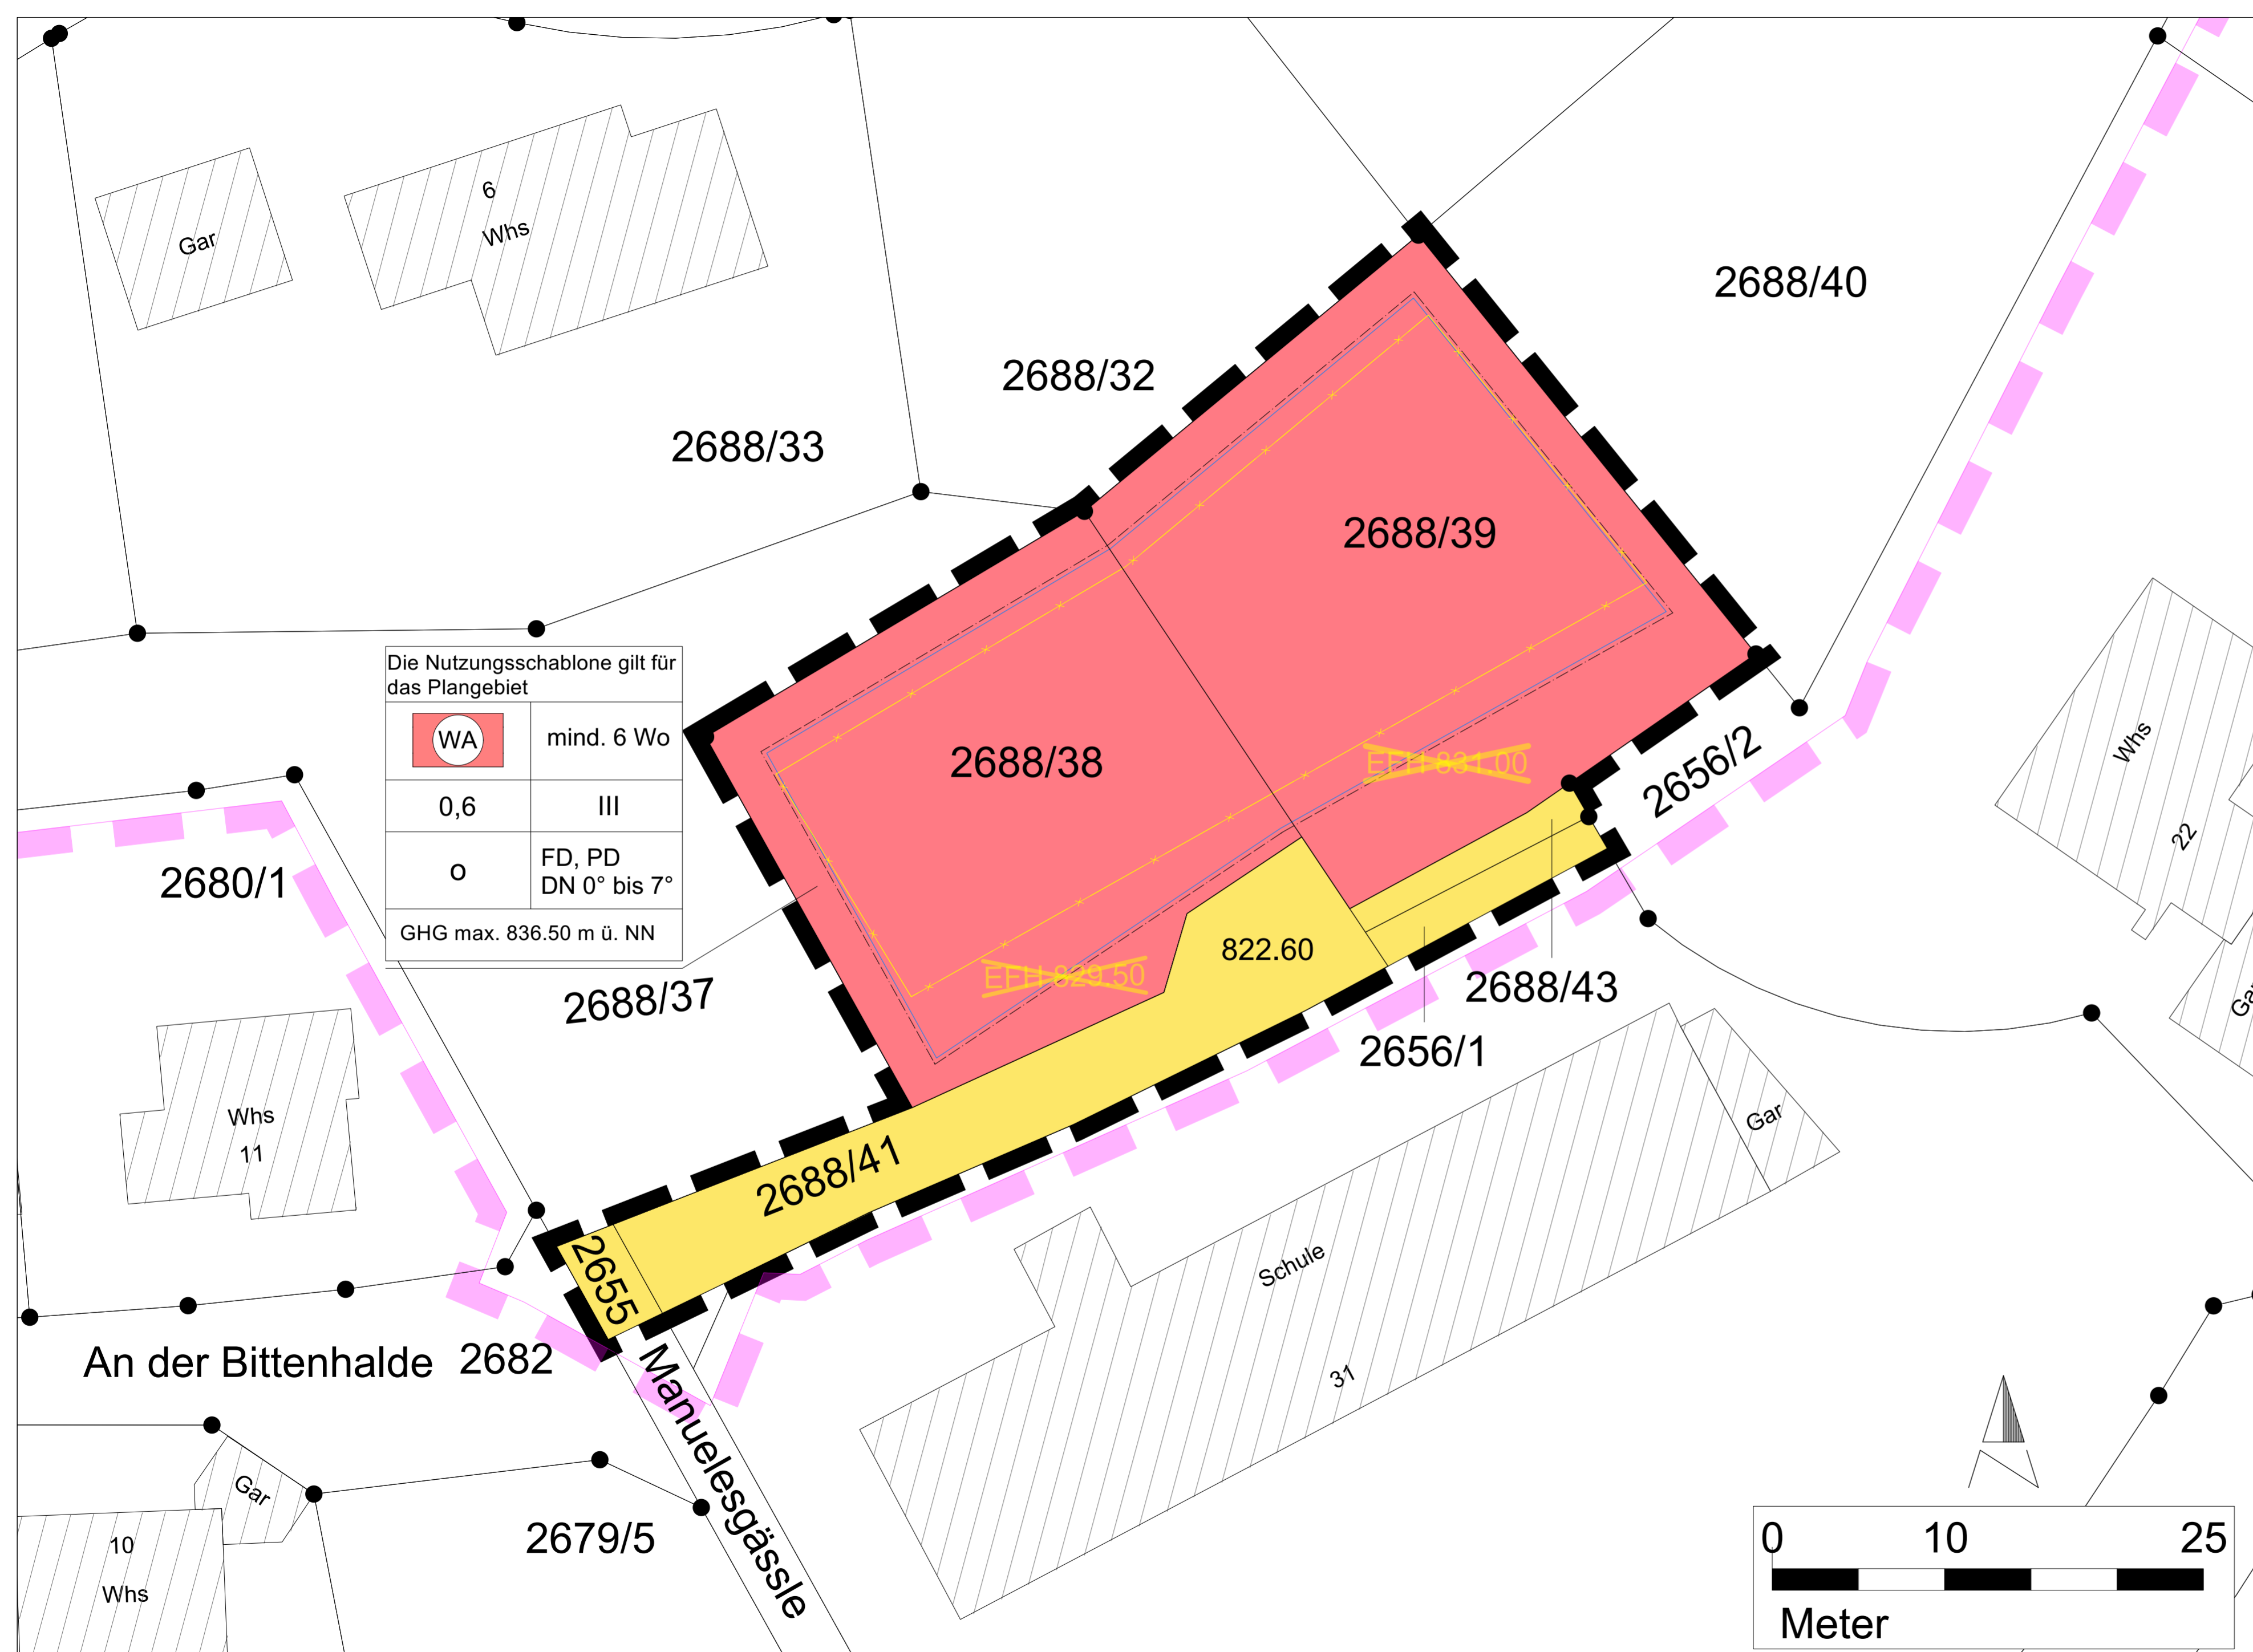 6
Whs
Gar
2688/40
2688/32
2688/33
2688/39
Die Nutzungsschablone gilt für
das Plangebiet
WA
mind. 6 Wo
0,6
III
o
FD, PD
DN 0° bis 7°
GHG max. 836.50 m ü. NN
2688/38
EFH 831.00
2656/2
Whs
22
2680/1
822.60
EFH 829.50
2688/37
2688/43
Gar
2656/1
Whs
11
Gar
2688/41
2655
Schule
31
An der Bittenhalde
2682
Manuelesgässle
Gar
2679/5
10
Whs
0 10 25
Meter